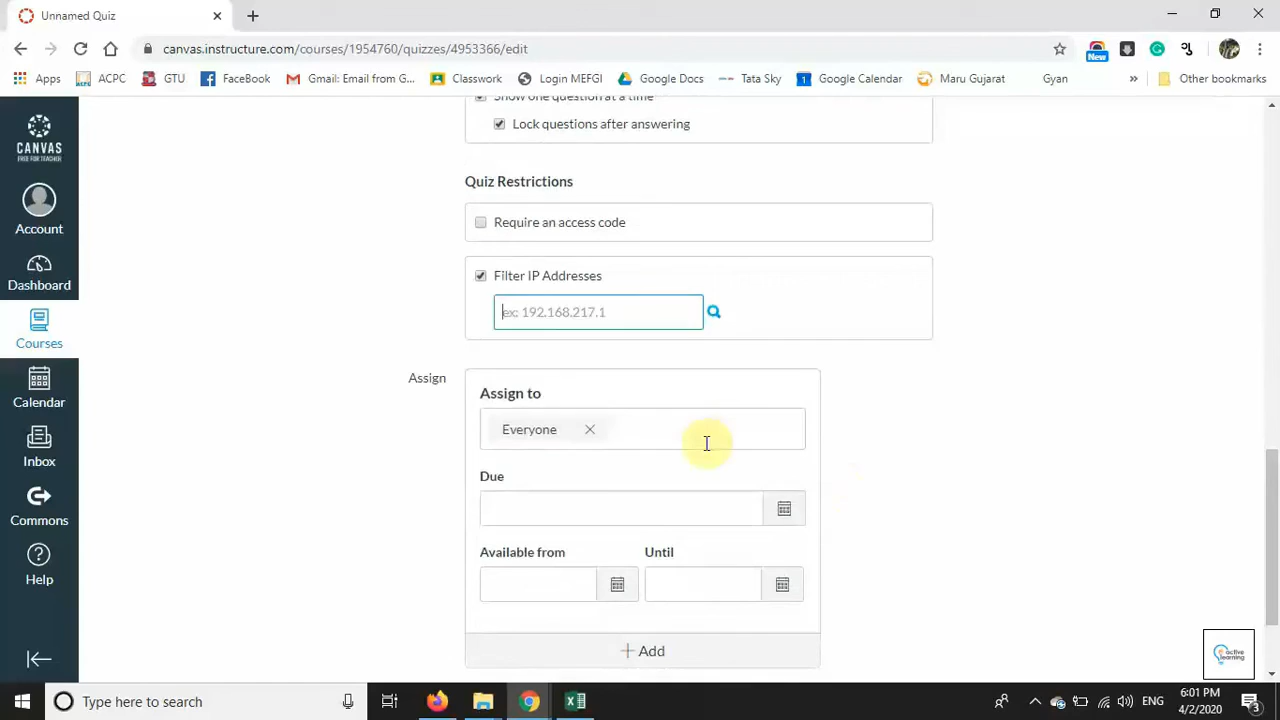 Unnamed Quiz
canvas.instructure.com/courses/1954760/quizzes/4953366/edit
New
Apps ACPC GTU FaceBook Gmail: Email from G... Classwork Login MEFGI Google Docs Tata Sky Google Calendar Maru Gujarat Gyan » Other bookmarks
Show one question at a time
Lock questions after answering
CANVAS
FREE FOR TEACHER
Quiz Restrictions
Account
Require an access code
Dashboard
Filter IP Addresses
ex: 192.168.217.1
Courses
Assign
Assign to
Calendar
Everyone
Inbox
Due
Commons
Available from Until
Help
Add
active
learning
Type here to search
ENG
6:01 PM
4/2/2020
3